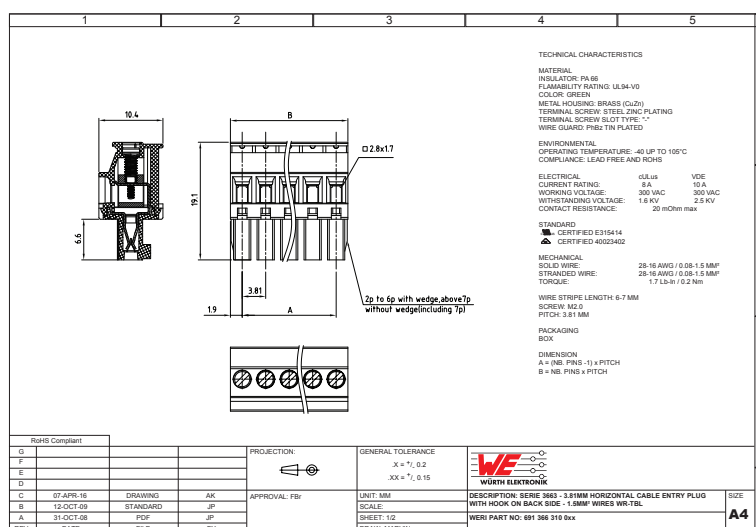 1 2 3 4 5
TECHNICAL CHARACTERISTICS
MATERIAL
INSULATOR: PA 66
FLAMABILITY RATING: UL94-V0
COLOR: GREEN
METAL HOUSING: BRASS (CuZn)
TERMINAL SCREW: STEEL ZINC PLATING
TERMINAL SCREW SLOT TYPE: "-"
WIRE GUARD: PhBz TIN PLATED
ENVIRONMENTAL
OPERATING TEMPERATURE: -40 UP TO 105°C
COMPLIANCE: LEAD FREE AND ROHS
ELECTRICAL cULus VDE
CURRENT RATING: 8 A 10 A
WORKING VOLTAGE: 300 VAC 300 VAC
WITHSTANDING VOLTAGE: 1.6 KV 2.5 KV
CONTACT RESISTANCE: 20 mOhm max
STANDARD
CERTIFIED E315414
CERTIFIED 40023402
MECHANICAL
SOLID WIRE: 28-16 AWG / 0.08-1.5 MM²
STRANDED WIRE: 28-16 AWG / 0.08-1.5 MM²
TORQUE: 1.7 Lb-In / 0.2 Nm
WIRE STRIPE LENGTH: 6-7 MM
SCREW: M2.0
PITCH: 3.81 MM
PACKAGING
BOX
DIMENSION
A = (NB. PINS -1) x PITCH
B = NB. PINS x PITCH
10.4
B
□ 2.8x1.7
19.1
6.6
3.81
1.9
A
2p to 6p with wedge,above7p
without wedge(including 7p)
RoHS Compliant
G
F
E
D
C 07-APR-16 DRAWING AK
B 12-OCT-09 STANDARD JP
A 31-OCT-08 PDF JP
PROJECTION:
APPROVAL: FBr
GENERAL TOLERANCE
.X = +/- 0.2
.XX = +/- 0.15
UNIT: MM
SCALE:
SHEET: 1/2
WE
WÜRTH ELEKTRONIK
DESCRIPTION: SERIE 3663 - 3.81MM HORIZONTAL CABLE ENTRY PLUG
WITH HOOK ON BACK SIDE - 1.5MM² WIRES WR-TBL
WERI PART NO: 691 366 310 0xx
SIZE
A4